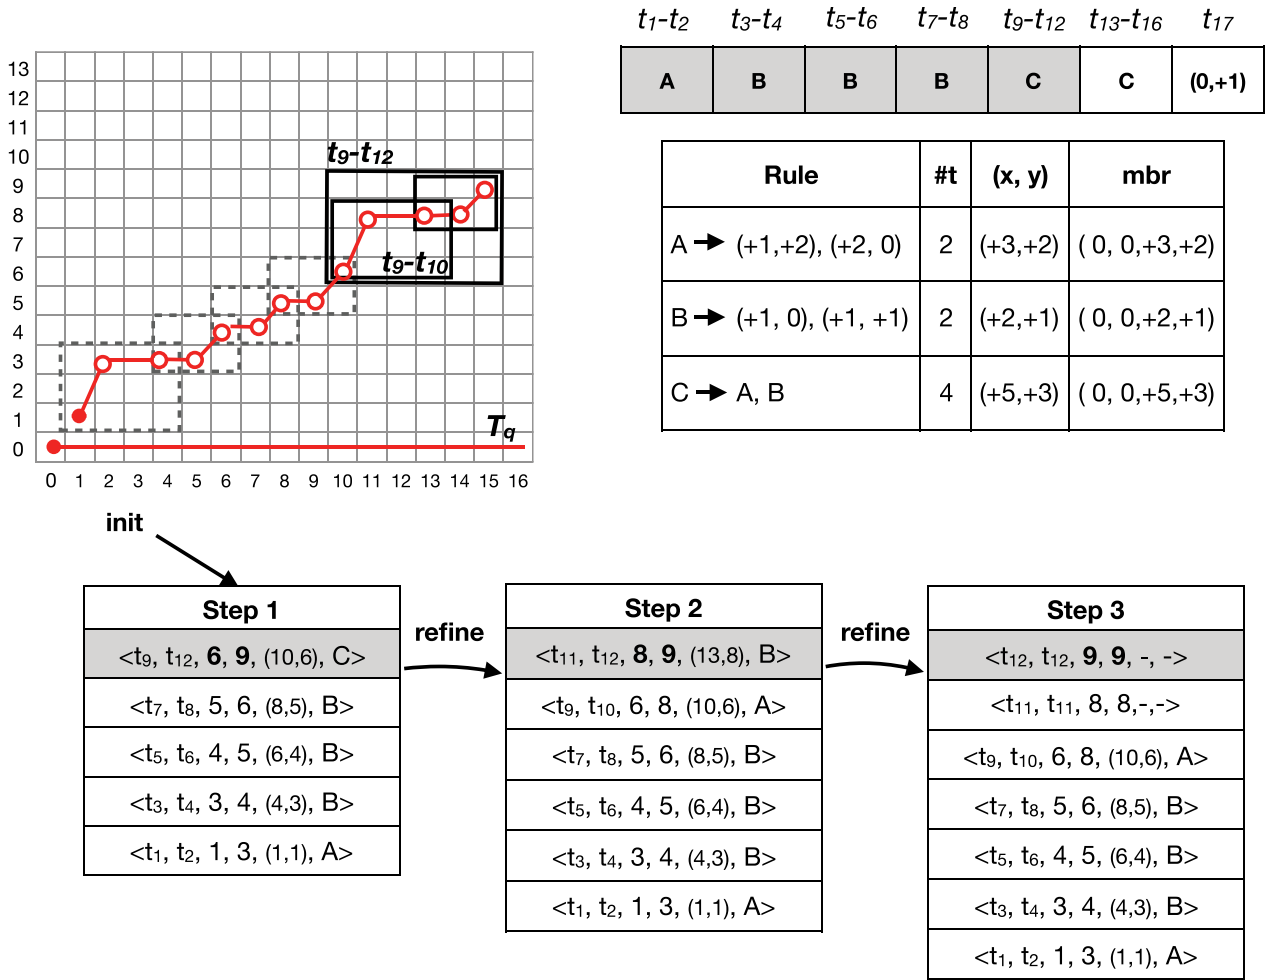 t1-t2 t3-t4 t5-t6 t7-t8 t9-t12 t13-t16 t17
A B B B C C (0,+1)
13
12
11
10
9
8
7
6
5
4
3
2
1
0
t9-t12
t9-t10
Tq
0 1 2 3 4 5 6 7 8 9 10 11 12 13 14 15 16
Rule #t (x, y) mbr
A → (+1,+2), (+2, 0) 2 (+3,+2) ( 0, 0,+3,+2)
B → (+1, 0), (+1, +1) 2 (+2,+1) ( 0, 0,+2,+1)
C → A, B 4 (+5,+3) ( 0, 0,+5,+3)
init
Step 1
<t9, t12, 6, 9, (10,6), C>
<t7, t8, 5, 6, (8,5), B>
<t5, t6, 4, 5, (6,4), B>
<t3, t4, 3, 4, (4,3), B>
<t1, t2, 1, 3, (1,1), A>
refine
Step 2
<t11, t12, 8, 9, (13,8), B>
<t9, t10, 6, 8, (10,6), A>
<t7, t8, 5, 6, (8,5), B>
<t5, t6, 4, 5, (6,4), B>
<t3, t4, 3, 4, (4,3), B>
<t1, t2, 1, 3, (1,1), A>
refine
Step 3
<t12, t12, 9, 9, -, ->
<t11, t11, 8, 8,-,->
<t9, t10, 6, 8, (10,6), A>
<t7, t8, 5, 6, (8,5), B>
<t5, t6, 4, 5, (6,4), B>
<t3, t4, 3, 4, (4,3), B>
<t1, t2, 1, 3, (1,1), A>